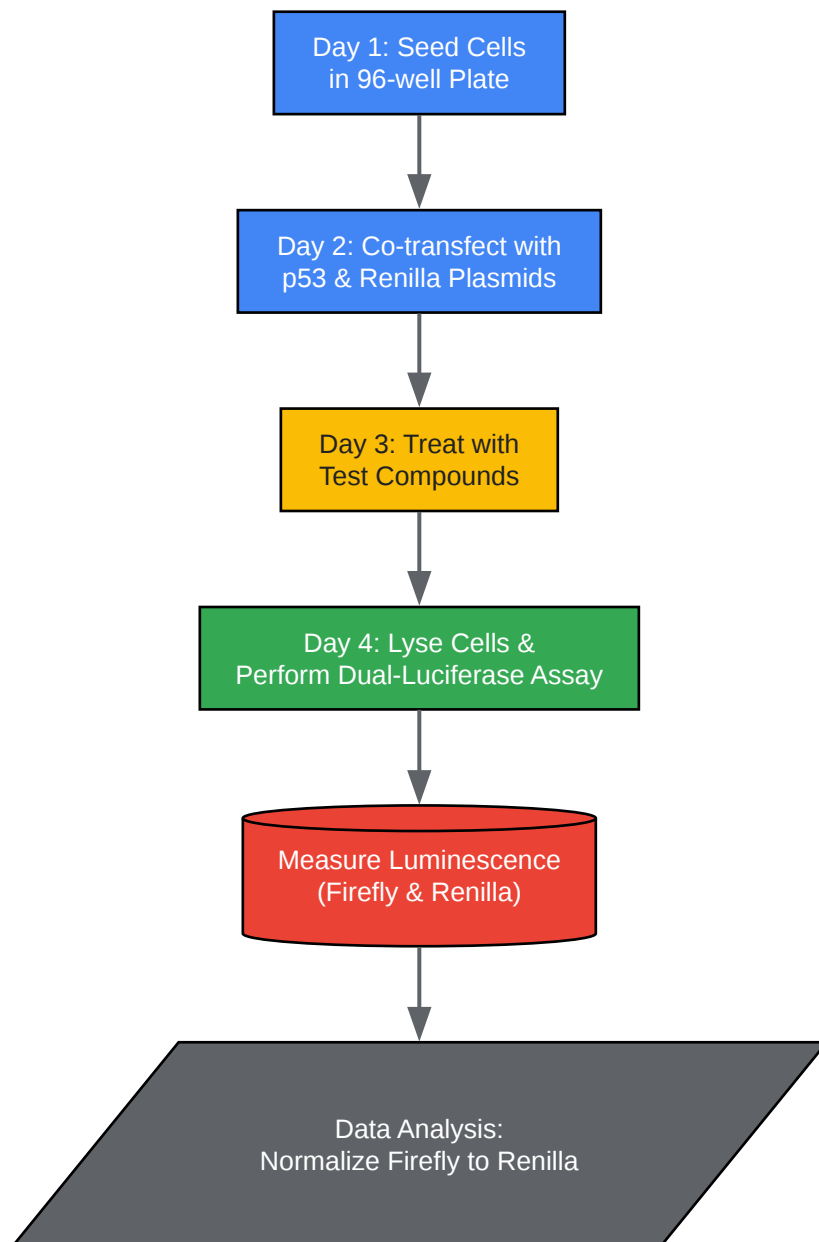 Day 1: Seed Cells
in 96-well Plate
Day 2: Co-transfect with
p53 & Renilla Plasmids
Day 3: Treat with
Test Compounds
Day 4: Lyse Cells &
Perform Dual-Luciferase Assay
Measure Luminescence
(Firefly & Renilla)
Data Analysis:
Normalize Firefly to Renilla